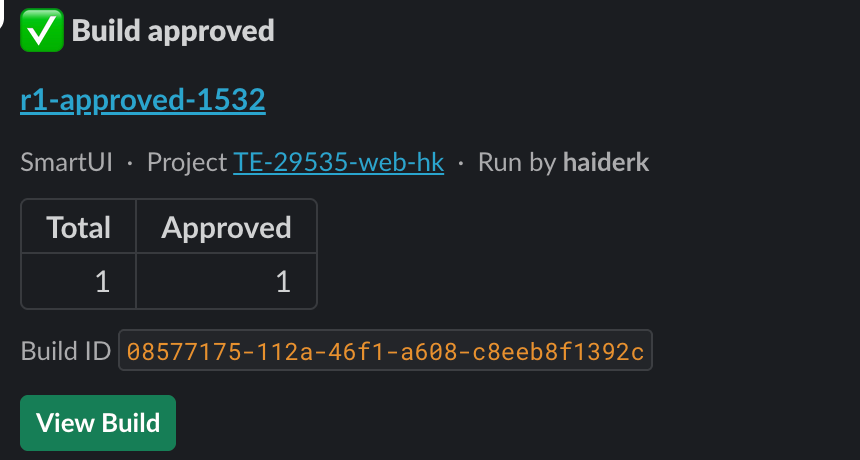 Build approved
r1-approved-1532
SmartUI · Project TE-29535-web-hk · Run by haiderk
Total Approved
1 1
Build ID 08577175-112a-46f1-a608-c8eeb8f1392c
View Build